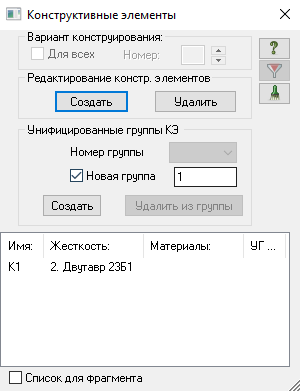 Конструктивные элементы
Вариант конструирования:
Для всех Номер:
Редактирование констр. элементов
Создать Удалить
Унифицированные группы КЭ
Номер группы
Новая группа 1
Создать Удалить из группы
Имя: Жесткость: Материалы: УГ ...
К1 2. Двутавр 23Б1
Список для фрагмента